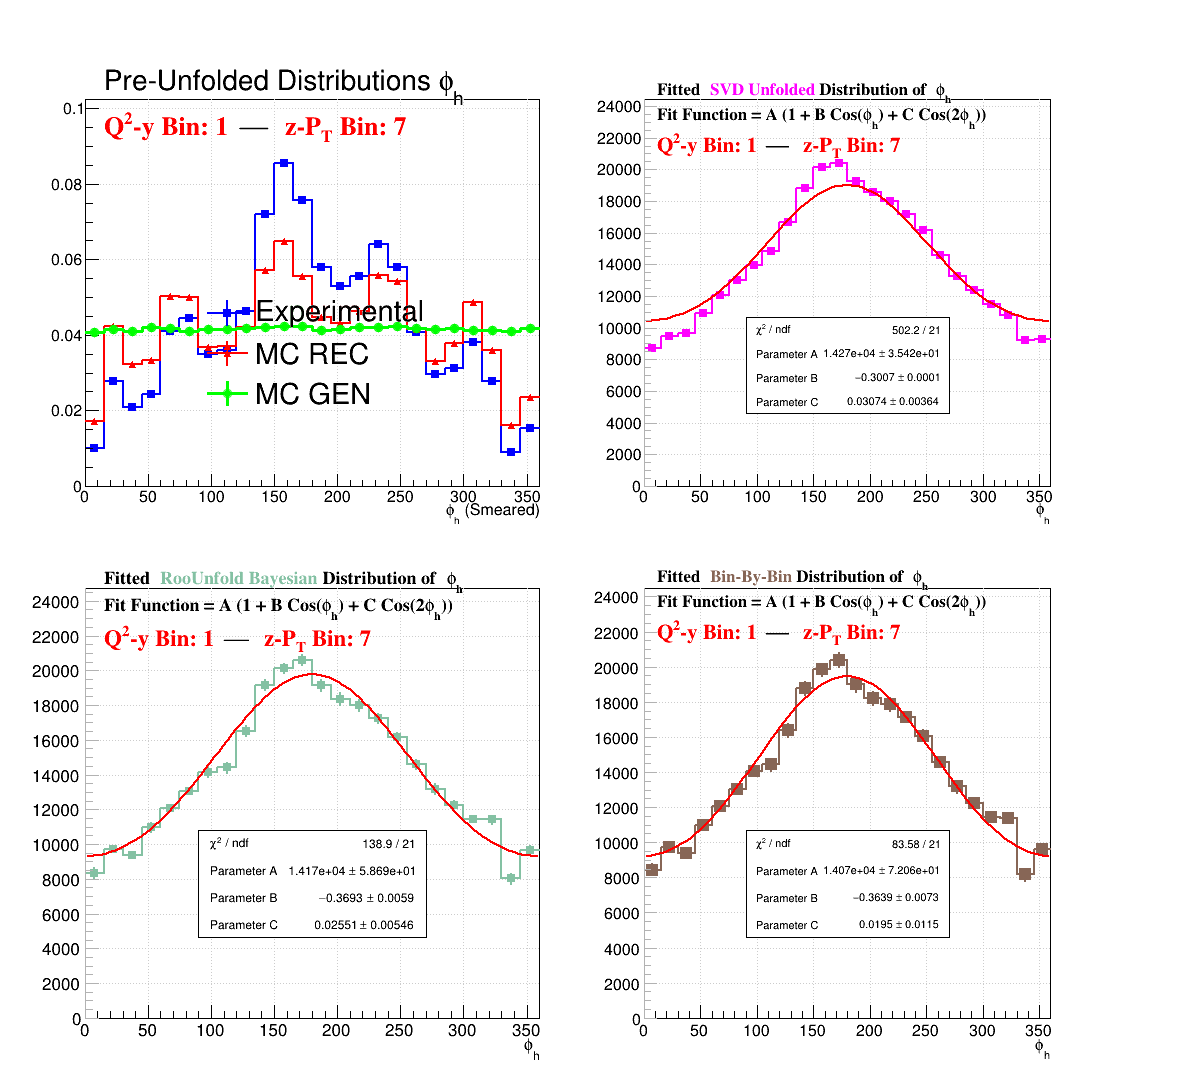 Pre-Unfolded Distributions ϕh
Q²-y Bin: 1 — z-PT Bin: 7
0.1
0.08
0.06
0.04
0.02
0
Experimental
MC REC
MC GEN
0 50 100 150 200 250 300 350
ϕh (Smeared)
Fitted SVD Unfolded Distribution of ϕh
Fit Function = A (1 + B Cos(ϕh) + C Cos(2ϕh))
Q²-y Bin: 1 — z-PT Bin: 7
24000
22000
20000
18000
16000
14000
12000
10000
8000
6000
4000
2000
0
χ² / ndf 502.2 / 21
Parameter A 1.427e+04 ± 3.542e+01
Parameter B −0.3007 ± 0.0001
Parameter C 0.03074 ± 0.00364
0 50 100 150 200 250 300 350
ϕh
Fitted RooUnfold Bayesian Distribution of ϕh
Fit Function = A (1 + B Cos(ϕh) + C Cos(2ϕh))
Q²-y Bin: 1 — z-PT Bin: 7
24000
22000
20000
18000
16000
14000
12000
10000
8000
6000
4000
2000
0
χ² / ndf 138.9 / 21
Parameter A 1.417e+04 ± 5.869e+01
Parameter B −0.3693 ± 0.0059
Parameter C 0.02551 ± 0.00546
0 50 100 150 200 250 300 350
ϕh
Fitted Bin-By-Bin Distribution of ϕh
Fit Function = A (1 + B Cos(ϕh) + C Cos(2ϕh))
Q²-y Bin: 1 — z-PT Bin: 7
24000
22000
20000
18000
16000
14000
12000
10000
8000
6000
4000
2000
0
χ² / ndf 83.58 / 21
Parameter A 1.407e+04 ± 7.206e+01
Parameter B −0.3639 ± 0.0073
Parameter C 0.0195 ± 0.0115
0 50 100 150 200 250 300 350
ϕh